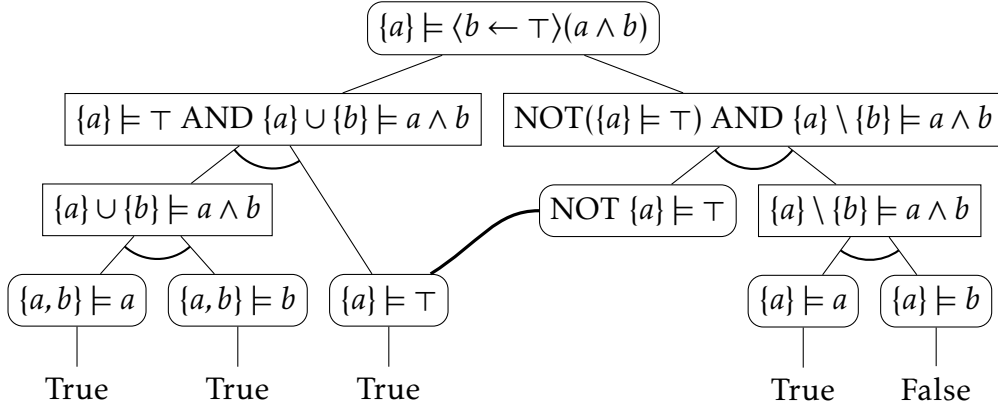 {a} ⊨ ⟨b ← ⊤⟩(a ∧ b)
{a} ⊨ ⊤ AND {a} ∪ {b} ⊨ a ∧ b
NOT({a} ⊨ ⊤) AND {a} \ {b} ⊨ a ∧ b
{a} ∪ {b} ⊨ a ∧ b
NOT {a} ⊨ ⊤
{a} \ {b} ⊨ a ∧ b
{a, b} ⊨ a
{a, b} ⊨ b
{a} ⊨ ⊤
{a} ⊨ a
{a} ⊨ b
True
True
True
True
False